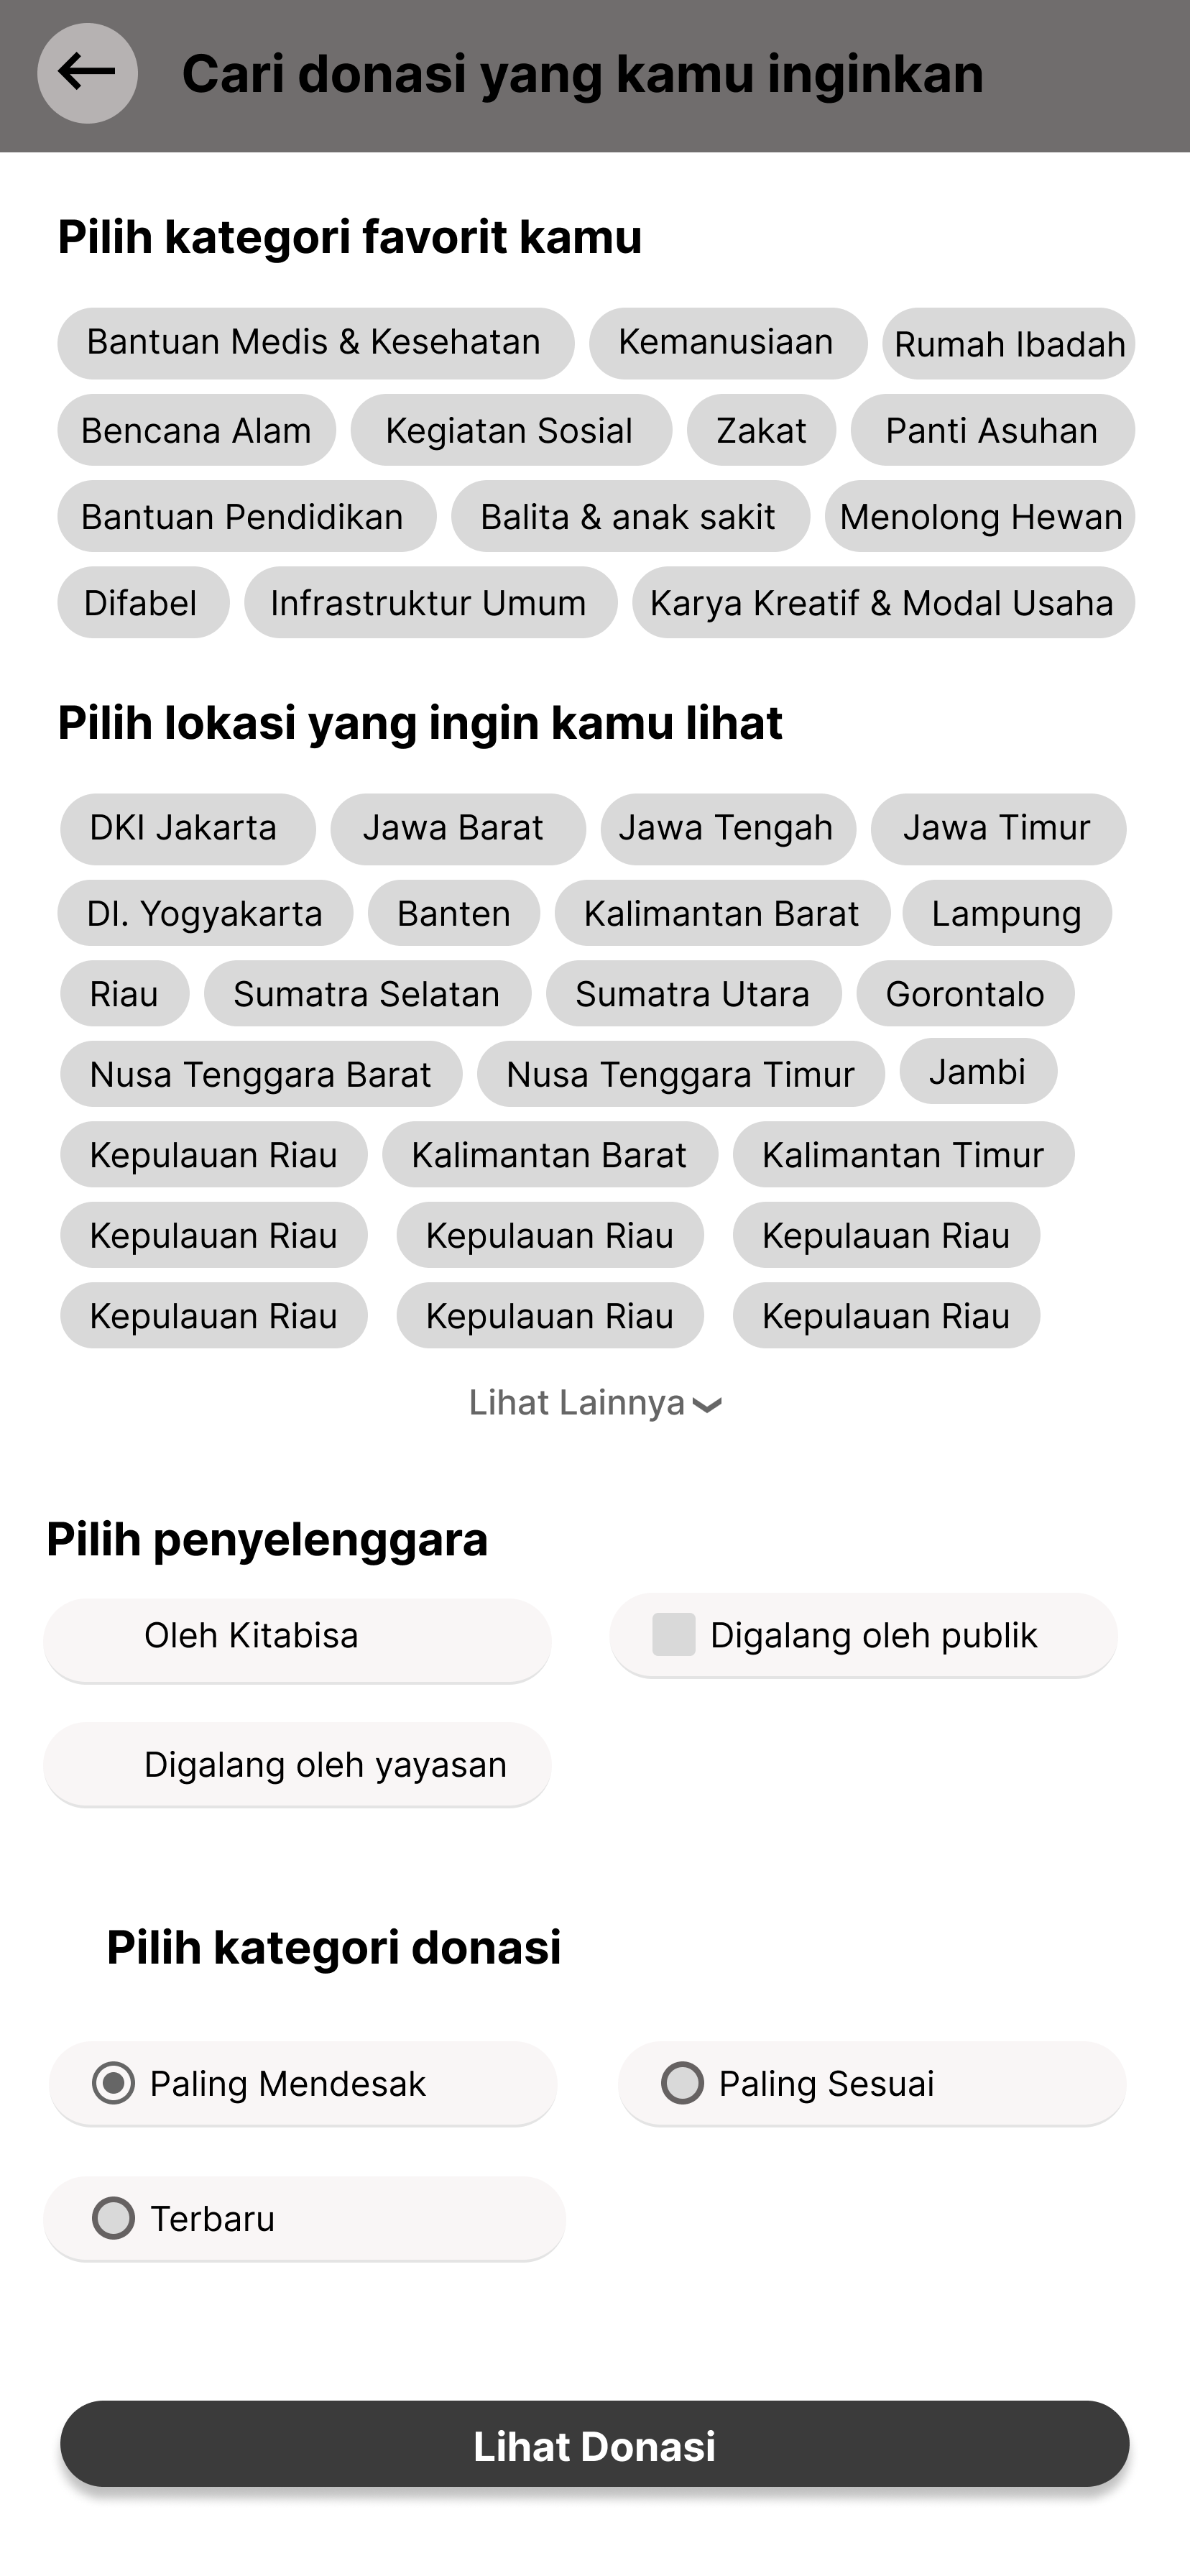 Cari donasi yang kamu inginkan
Pilih kategori favorit kamu
Bantuan Medis & Kesehatan Kemanusiaan Rumah Ibadah
Bencana Alam Kegiatan Sosial Zakat Panti Asuhan
Bantuan Pendidikan Balita & anak sakit Menolong Hewan
Difabel Infrastruktur Umum Karya Kreatif & Modal Usaha
Pilih lokasi yang ingin kamu lihat
DKI Jakarta Jawa Barat Jawa Tengah Jawa Timur
DI. Yogyakarta Banten Kalimantan Barat Lampung
Riau Sumatra Selatan Sumatra Utara Gorontalo
Nusa Tenggara Barat Nusa Tenggara Timur Jambi
Kepulauan Riau Kalimantan Barat Kalimantan Timur
Kepulauan Riau Kepulauan Riau Kepulauan Riau
Kepulauan Riau Kepulauan Riau Kepulauan Riau
Lihat Lainnya
Pilih penyelenggara
Oleh Kitabisa Digalang oleh publik
Digalang oleh yayasan
Pilih kategori donasi
Paling Mendesak Paling Sesuai
Terbaru
Lihat Donasi